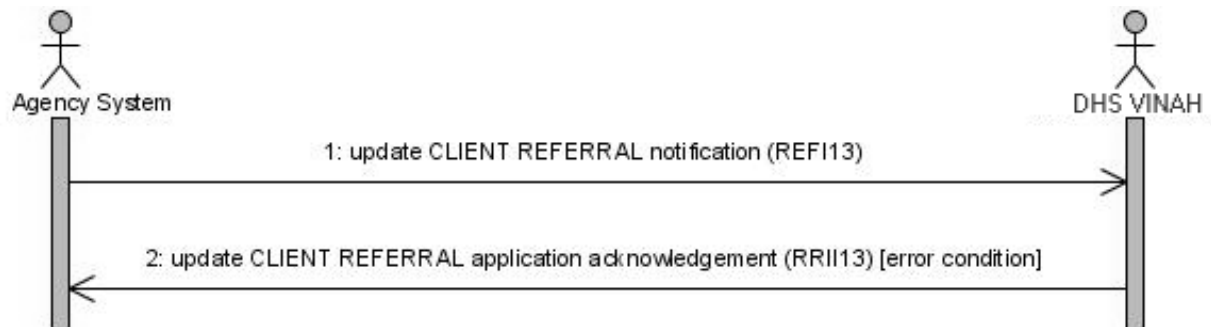 Agency System
DHS VINAH
1: update CLIENT REFERRAL notification (REFI13)
2: update CLIENT REFERRAL application acknowledgement (RRII13) [error condition]